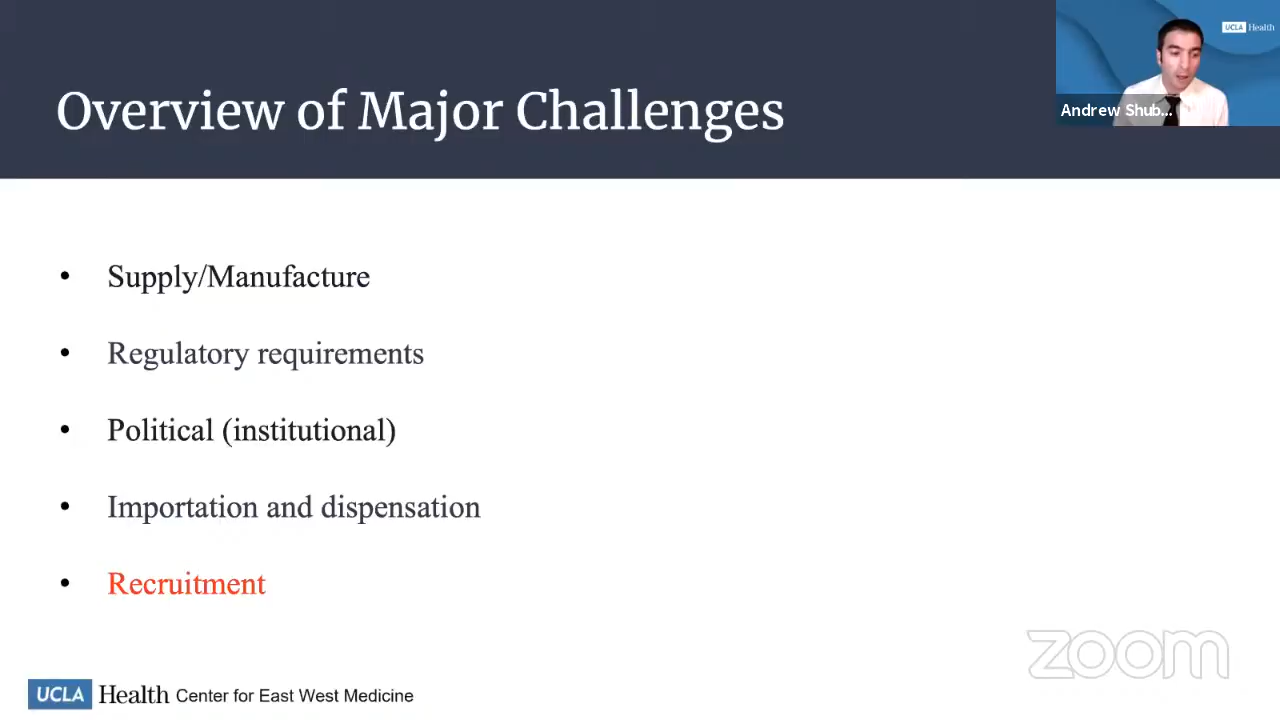 Overview of Major Challenges
UCLA Health
Andrew Shub...
• Supply/Manufacture
• Regulatory requirements
• Political (institutional)
• Importation and dispensation
• Recruitment
zoom
UCLA Health Center for East West Medicine